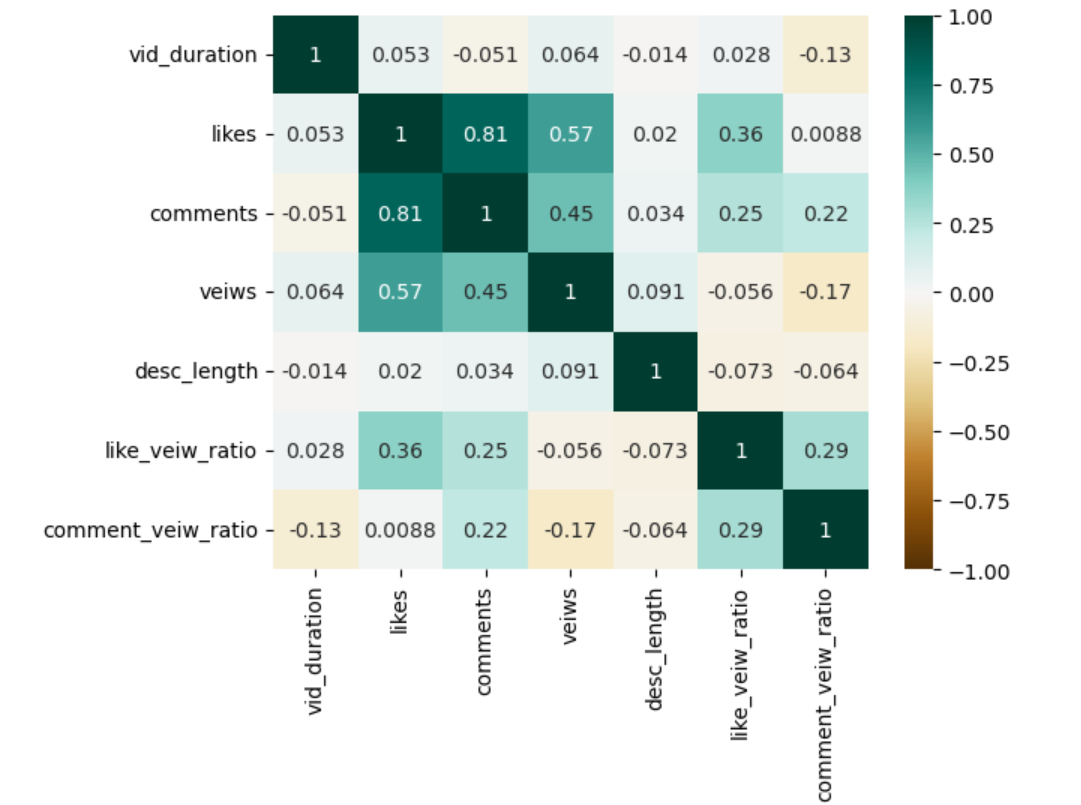 vid_duration 1 0.053 -0.051 0.064 -0.014 0.028 -0.13
likes 0.053 1 0.81 0.57 0.02 0.36 0.0088
comments -0.051 0.81 1 0.45 0.034 0.25 0.22
veiws 0.064 0.57 0.45 1 0.091 -0.056 -0.17
desc_length -0.014 0.02 0.034 0.091 1 -0.073 -0.064
like_veiw_ratio 0.028 0.36 0.25 -0.056 -0.073 1 0.29
comment_veiw_ratio -0.13 0.0088 0.22 -0.17 -0.064 0.29 1
vid_duration
likes
comments
veiws
desc_length
like_veiw_ratio
comment_veiw_ratio
1.00
0.75
0.50
0.25
0.00
−0.25
−0.50
−0.75
−1.00